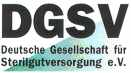 DGSV
Deutsche Gesellschaft für
Sterilgutversorgung e.V.